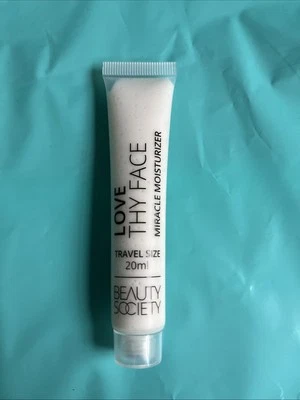 LOVE
THY FACE
MIRACLE MOISTURIZER
TRAVEL SIZE
20ml
BEAUTY
SOCIETY